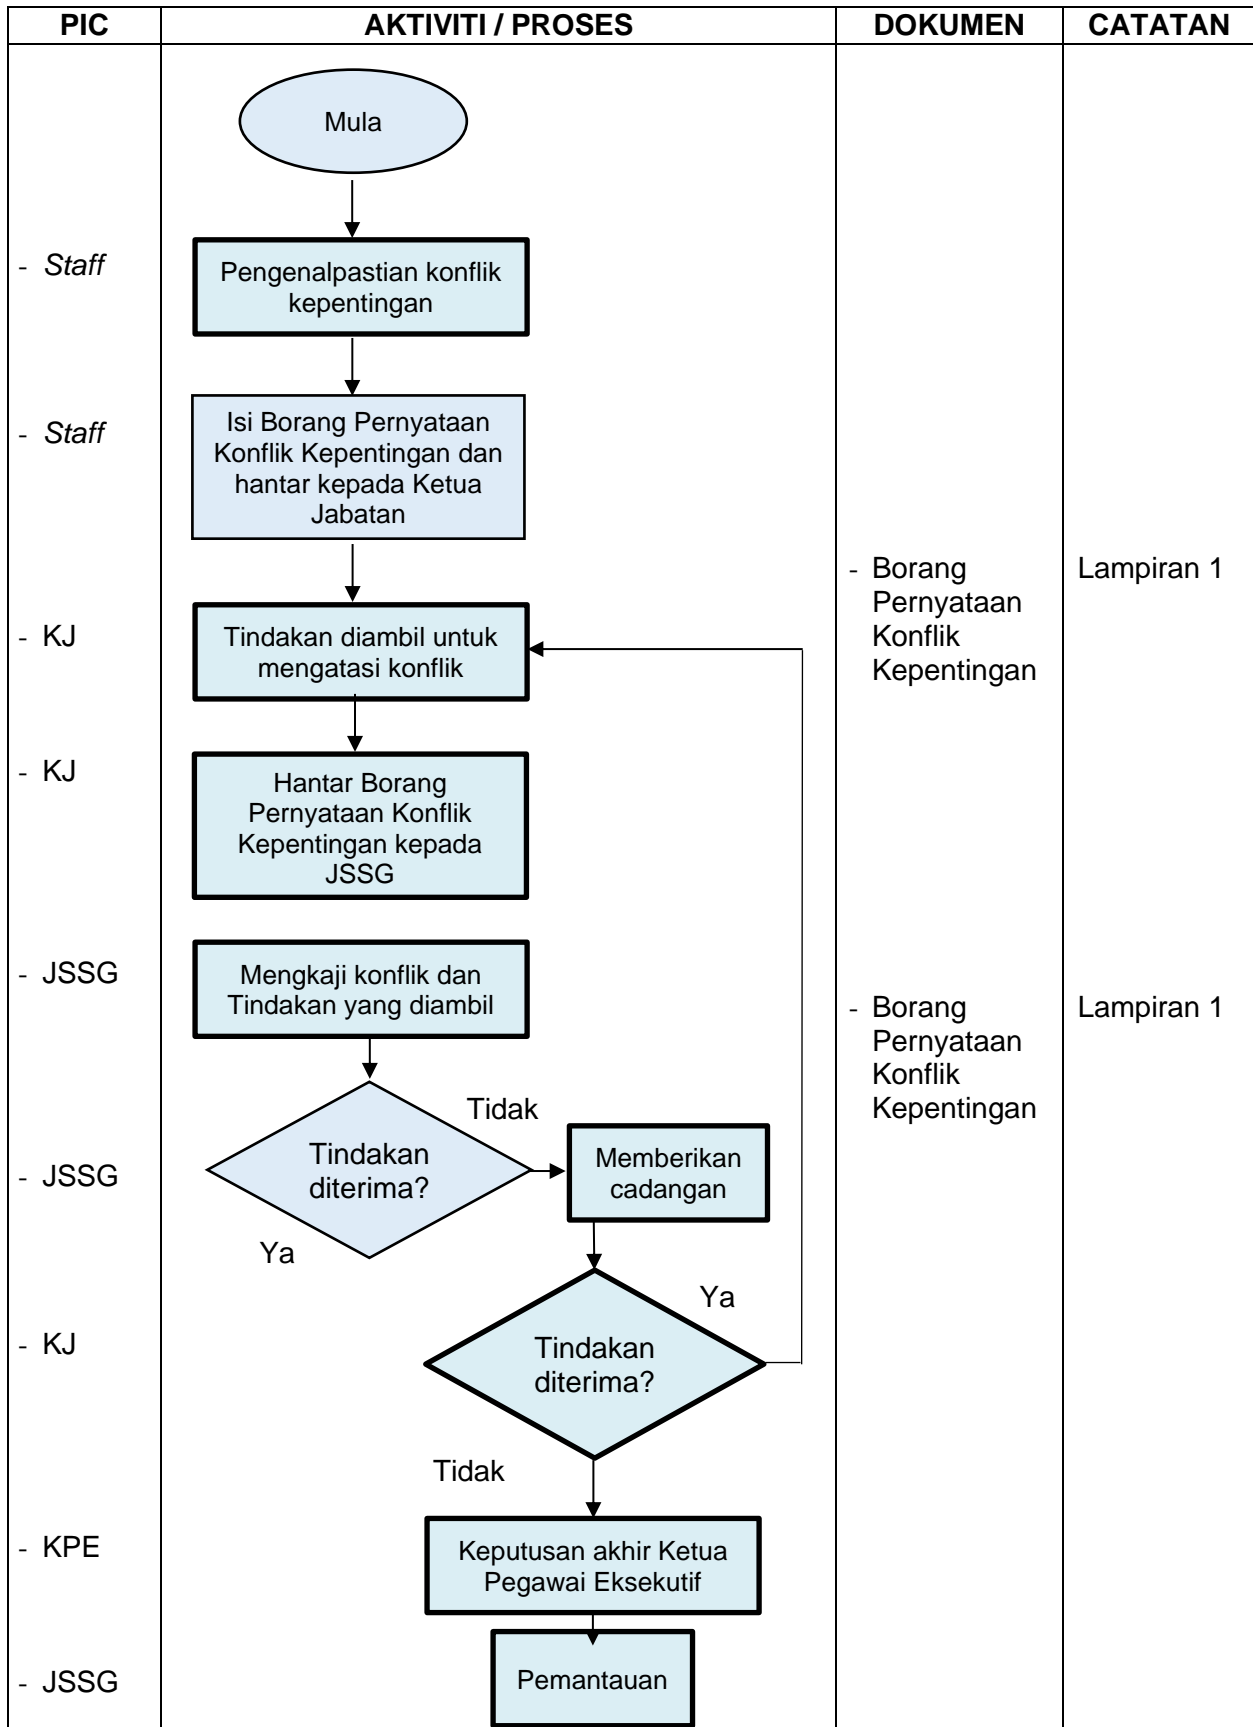 PIC AKTIVITI / PROSES DOKUMEN CATATAN
Mula
- Staff
Pengenalpastian konflik
kepentingan
- Staff
Isi Borang Pernyataan
Konflik Kepentingan dan
hantar kepada Ketua
Jabatan
- Borang
Pernyataan
Konflik
Kepentingan
Lampiran 1
- KJ
Tindakan diambil untuk
mengatasi konflik
- KJ
Hantar Borang
Pernyataan Konflik
Kepentingan kepada
JSSG
- JSSG
Mengkaji konflik dan
Tindakan yang diambil
- Borang
Pernyataan
Konflik
Kepentingan
Lampiran 1
- JSSG
Tindakan
diterima?
Tidak
Memberikan
cadangan
Ya
- KJ
Tindakan
diterima?
Ya
Tidak
- KPE
Keputusan akhir Ketua
Pegawai Eksekutif
- JSSG
Pemantauan